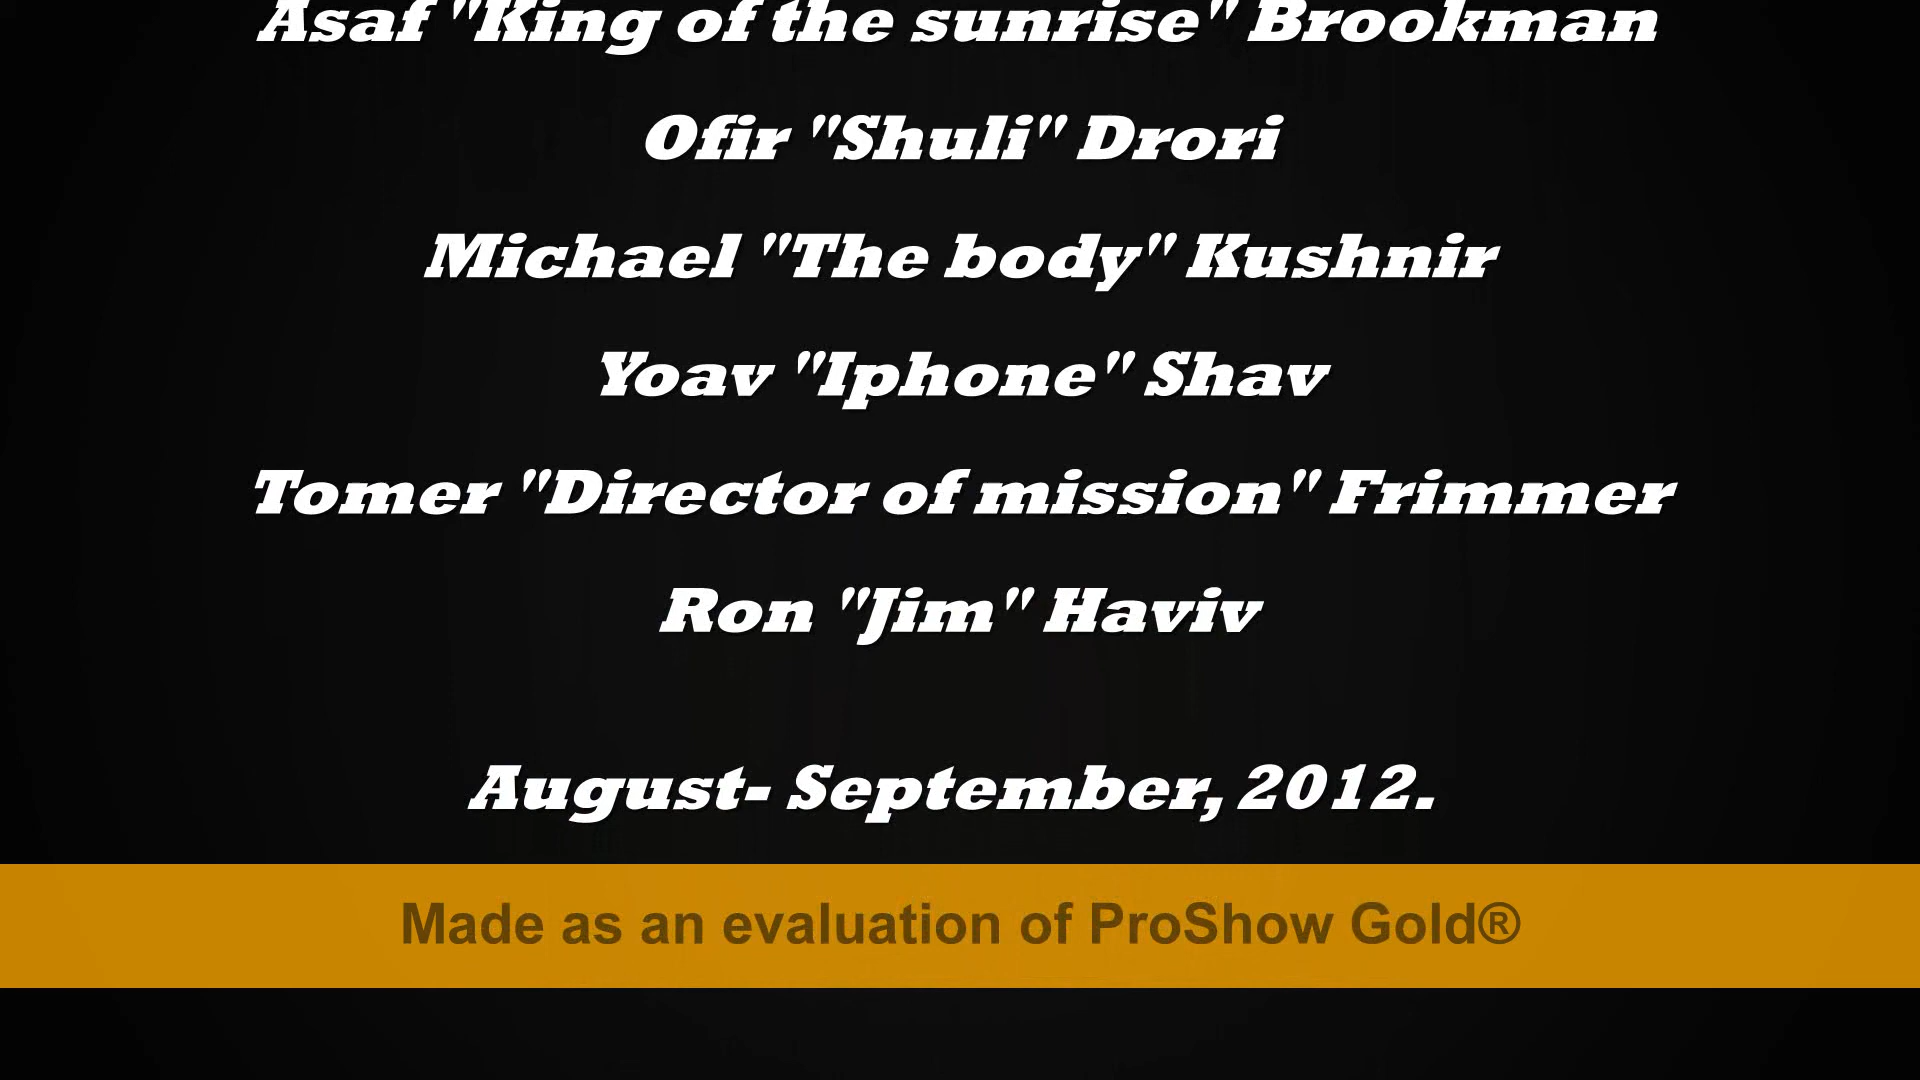 Asaf "King of the sunrise" Brookman
Ofir "Shuli" Drori
Michael "The body" Kushnir
Yoav "Iphone" Shav
Tomer "Director of mission" Frimmer
Ron "Jim" Haviv
August- September, 2012.
Made as an evaluation of ProShow Gold®